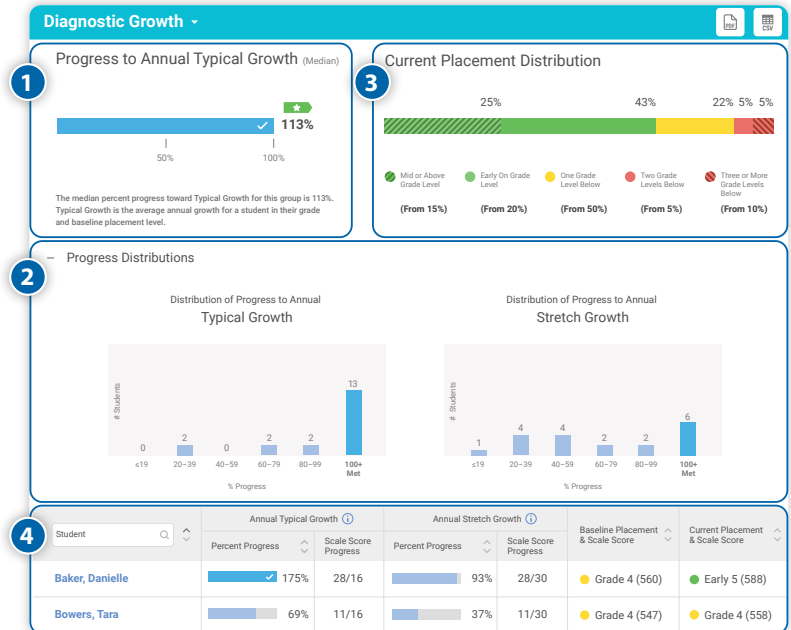 Diagnostic Growth
PDF
CSV
1
Progress to Annual Typical Growth (Median)
113%
50%
100%
The median percent progress toward Typical Growth for this group is 113%.
Typical Growth is the average annual growth for a student in their grade
and baseline placement level.
3
Current Placement Distribution
25% 43% 22% 5% 5%
Mid or Above
Grade Level
(From 15%)
Early On Grade
Level
(From 20%)
One Grade
Level Below
(From 50%)
Two Grade
Levels Below
(From 5%)
Three or More
Grade Levels
Below
(From 10%)
2
– Progress Distributions
Distribution of Progress to Annual
Typical Growth
# Students
0 2 0 2 2 13
≤19 20–39 40–59 60–79 80–99 100+
Met
% Progress
Distribution of Progress to Annual
Stretch Growth
# Students
1 4 4 2 2 6
≤19 20–39 40–59 60–79 80–99 100+
Met
% Progress
4
Student
Annual Typical Growth i
Percent Progress
Scale Score
Progress
Annual Stretch Growth i
Percent Progress
Scale Score
Progress
Baseline Placement
& Scale Score
Current Placement
& Scale Score
Baker, Danielle 175% 28/16 93% 28/30 Grade 4 (560) Early 5 (588)
Bowers, Tara 69% 11/16 37% 11/30 Grade 4 (547) Grade 4 (558)